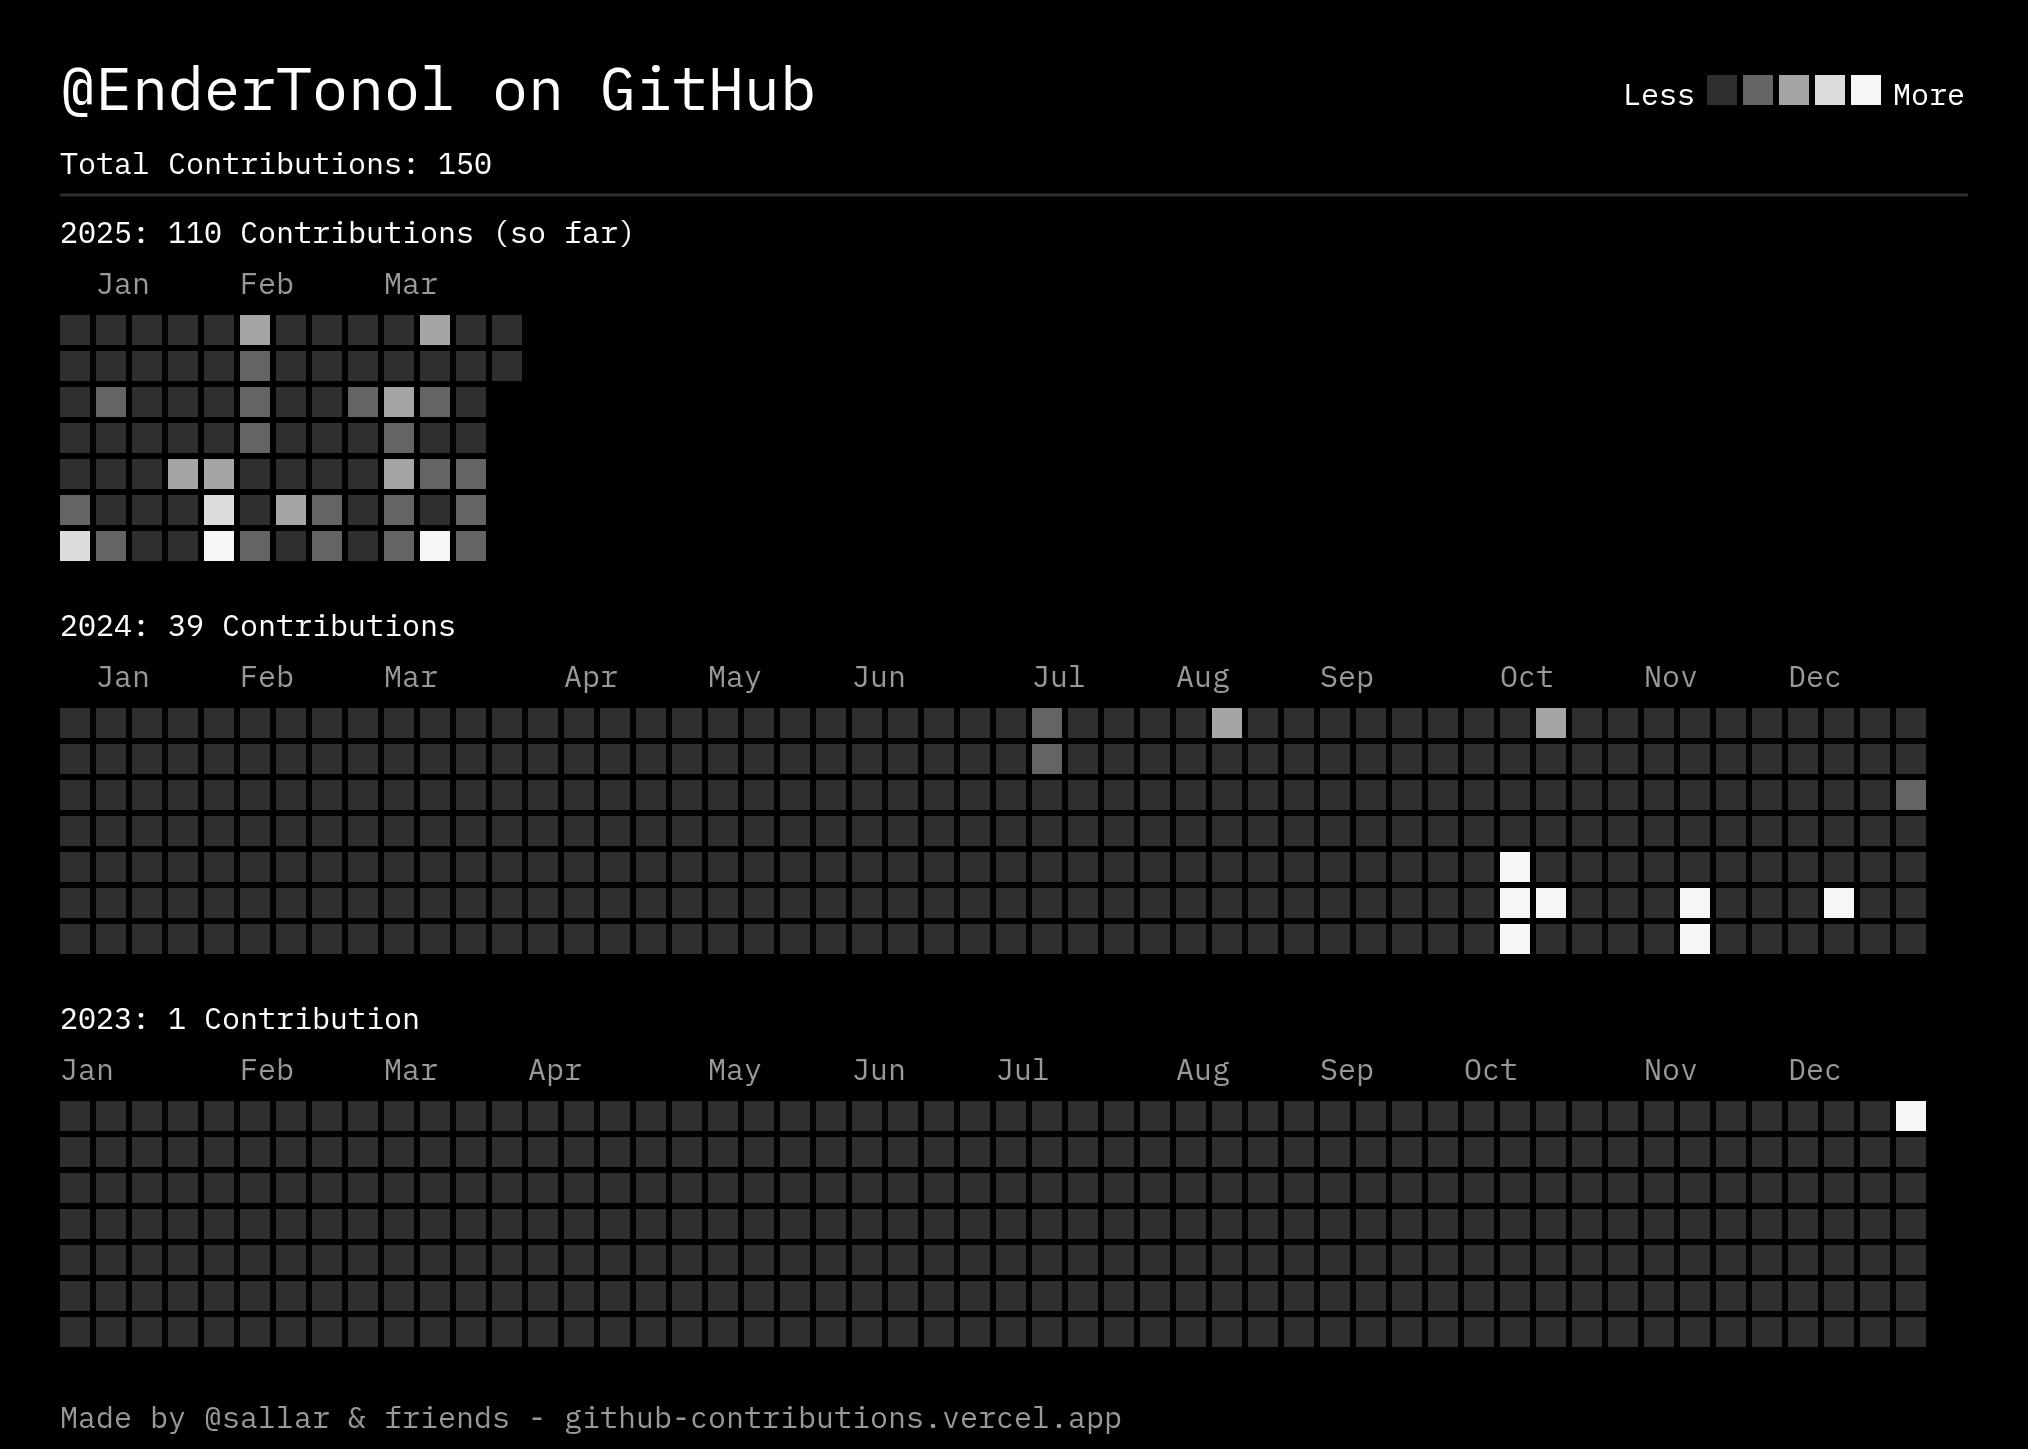 @EnderTonol on GitHub
Less More
Total Contributions: 150
2025: 110 Contributions (so far)
Jan Feb Mar
2024: 39 Contributions
Jan Feb Mar Apr May Jun Jul Aug Sep Oct Nov Dec
2023: 1 Contribution
Jan Feb Mar Apr May Jun Jul Aug Sep Oct Nov Dec
Made by @sallar & friends - github-contributions.vercel.app